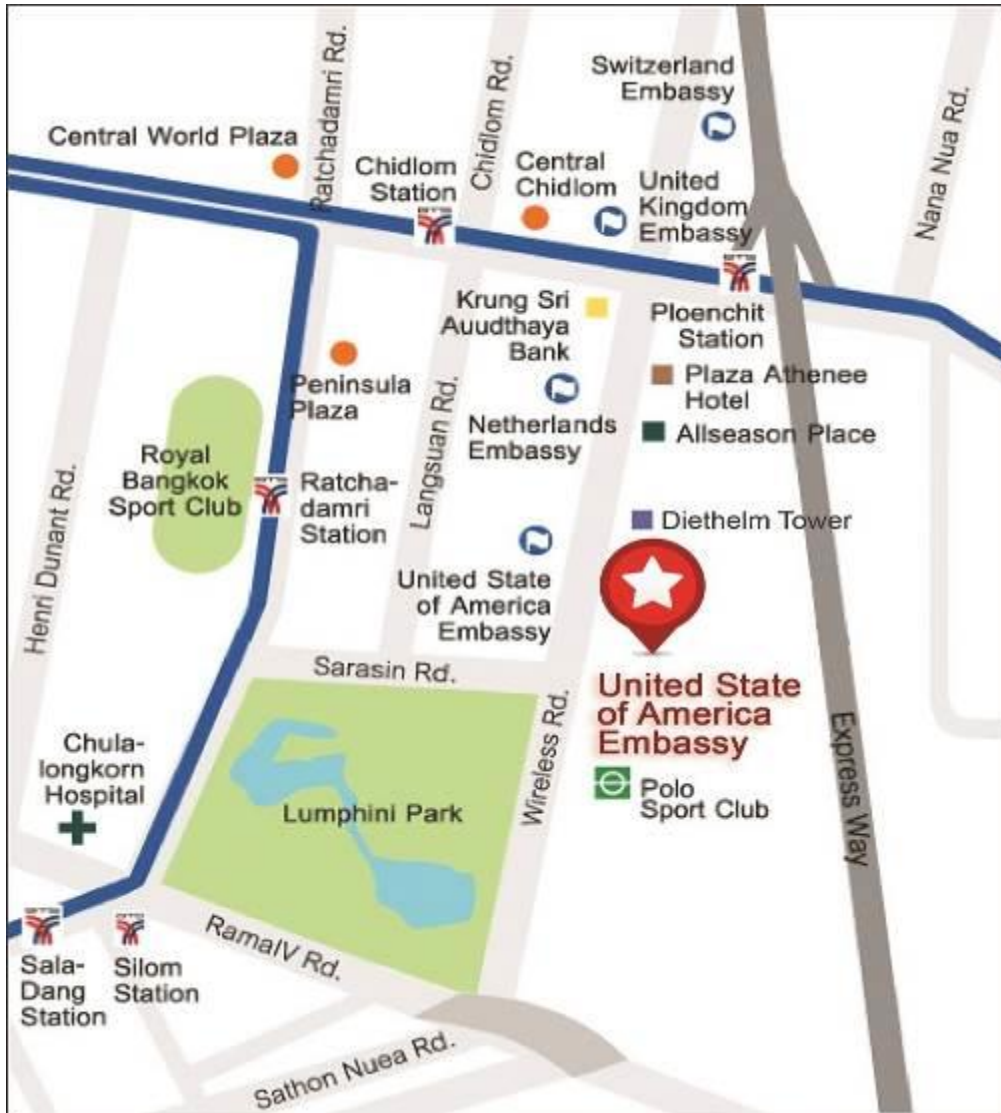 Switzerland
Embassy
Central World Plaza
Ratchadamri Rd.
Chidlom Rd.
Chidlom
Station
Central
Chidlom
United
Kingdom
Embassy
Nana Nua Rd.
Krung Sri
Auudthaya
Bank
Ploenchit
Station
Peninsula
Plaza
Plaza Athenee
Hotel
Netherlands
Embassy
Allseason Place
Langsuan Rd.
Royal
Bangkok
Sport Club
Ratcha-
damri
Station
Henri Dunant Rd.
Diethelm Tower
United State
of America
Embassy
Sarasin Rd.
United State
of America
Embassy
Wireless Rd.
Express Way
Chula-
longkorn
Hospital
Polo
Sport Club
Lumphini Park
RamaIV Rd.
Sala-
Dang
Station
Silom
Station
Sathon Nuea Rd.